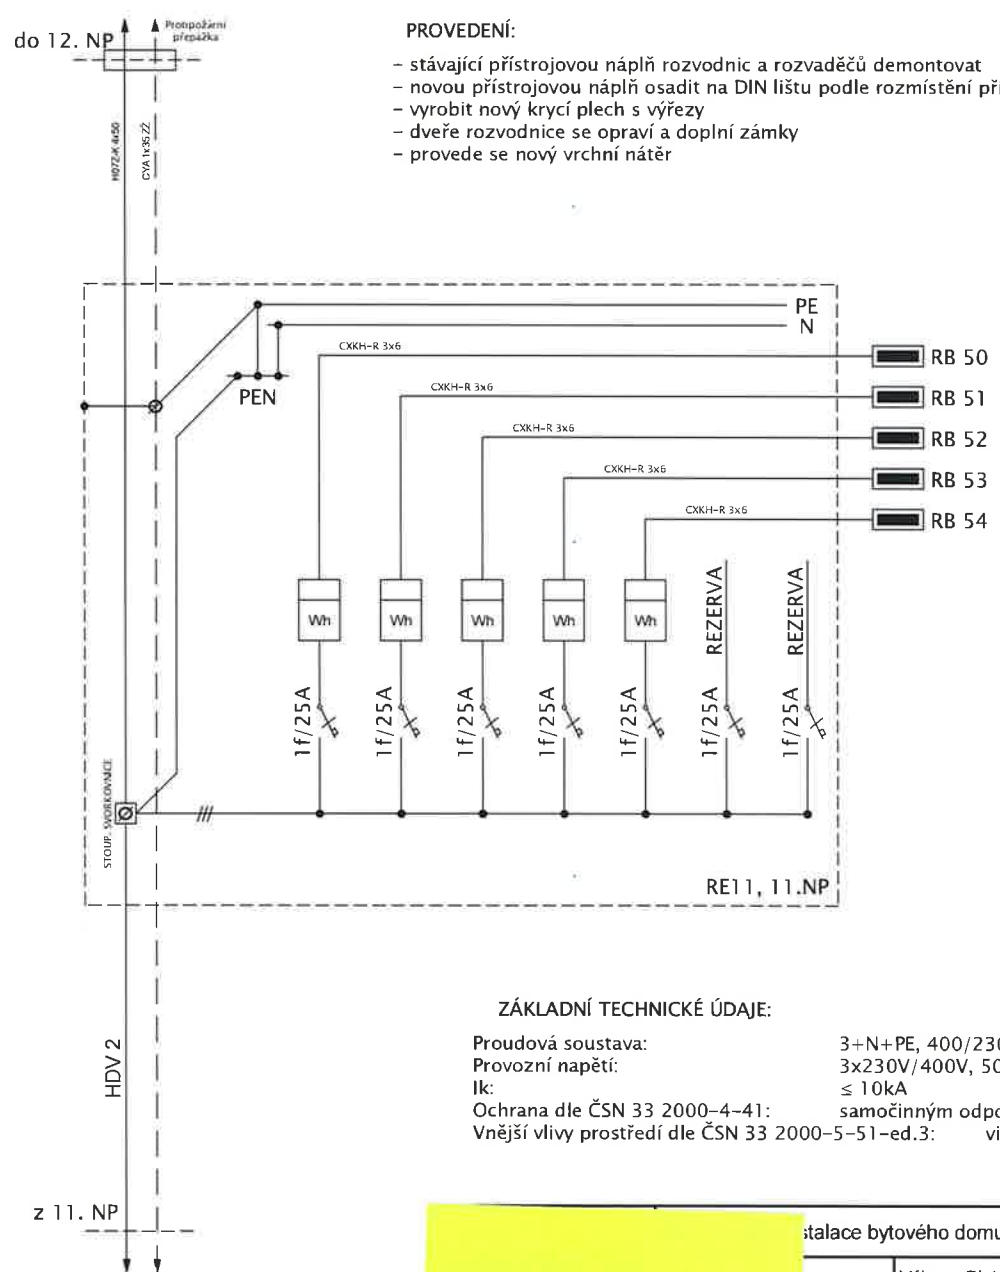 do 12. NP
Protipožární
přepážka
PROVEDENÍ:
– stávající přístrojovou náplň rozvodnic a rozvaděčů demontovat
– novou přístrojovou náplň osadit na DIN lištu podle rozmístění pří
– vyrobit nový krycí plech s výřezy
– dveře rozvodnice se opraví a doplní zámky
– provede se nový vrchní nátěr
H07Z-K 4x50
CYA 1x35 ZŽ
PE
N
PEN
CXKH-R 3x6
RB 50
CXKH-R 3x6
RB 51
CXKH-R 3x6
RB 52
CXKH-R 3x6
RB 53
CXKH-R 3x6
RB 54
Wh
Wh
Wh
Wh
Wh
REZERVA
REZERVA
1f/25A
1f/25A
1f/25A
1f/25A
1f/25A
1f/25A
1f/25A
STOUP. SVORKOVNICE
RE11, 11.NP
HDV 2
z 11. NP
ZÁKLADNÍ TECHNICKÉ ÚDAJE:
Proudová soustava: 3+N+PE, 400/230
Provozní napětí: 3x230V/400V, 50
Ik: ≤ 10kA
Ochrana dle ČSN 33 2000-4-41: samočinným odpo
Vnější vlivy prostředí dle ČSN 33 2000-5-51-ed.3: vi
stalace bytového domu